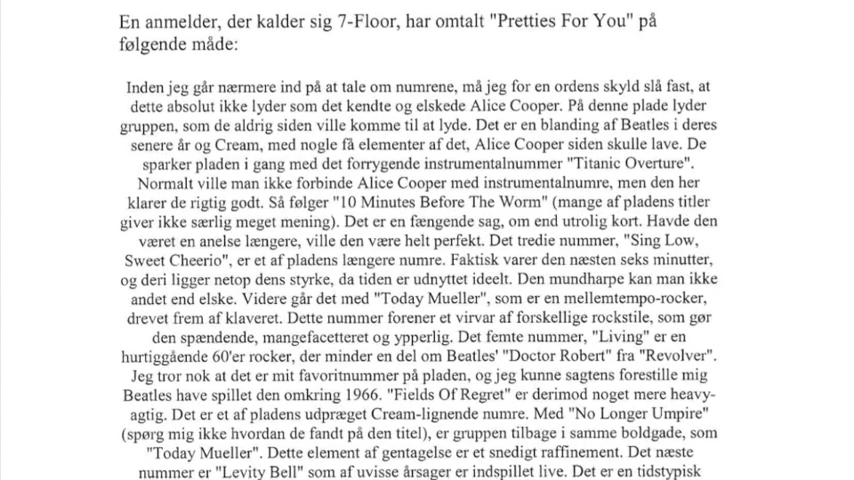 En anmelder, der kalder sig 7-Floor, har omtalt "Pretties For You" på
følgende måde:
Inden jeg går nærmere ind på at tale om numrene, må jeg for en ordens skyld slå fast, at
dette absolut ikke lyder som det kendte og elskede Alice Cooper. På denne plade lyder
gruppen, som de aldrig siden ville komme til at lyde. Det er en blanding af Beatles i deres
senere år og Cream, med nogle få elementer af det, Alice Cooper siden skulle lave. De
sparker pladen i gang med det forrygende instrumentalnummer "Titanic Overture".
Normalt ville man ikke forbinde Alice Cooper med instrumentalnumre, men den her
klarer de rigtig godt. Så følger "10 Minutes Before The Worm" (mange af pladens titler
giver ikke særlig meget mening). Det er en fængende sag, om end utrolig kort. Havde den
været en anelse længere, ville den være helt perfekt. Det tredie nummer, "Sing Low,
Sweet Cheerio", er et af pladens længere numre. Faktisk varer den næsten seks minutter,
og deri ligger netop dens styrke, da tiden er udnyttet ideelt. Den mundharpe kan man ikke
andet end elske. Videre går det med "Today Mueller", som er en mellemtempo-rocker,
drevet frem af klaveret. Dette nummer forener et virvar af forskellige rockstile, som gør
den spændende, mangefacetteret og ypperlig. Det femte nummer, "Living" er en
hurtiggående 60'er rocker, der minder en del om Beatles' "Doctor Robert" fra "Revolver".
Jeg tror nok at det er mit favoritnummer på pladen, og jeg kunne sagtens forestille mig
Beatles have spillet den omkring 1966. "Fields Of Regret" er derimod noget mere heavy-
agtig. Det er et af pladens udpræget Cream-lignende numre. Med "No Longer Umpire"
(spørg mig ikke hvordan de fandt på den titel), er gruppen tilbage i samme boldgade, som
"Today Mueller". Dette element af gentagelse er et snedigt raffinement. Det næste
nummer er "Levity Bell" som af uvisse årsager er indspillet live. Det er en tidstypisk